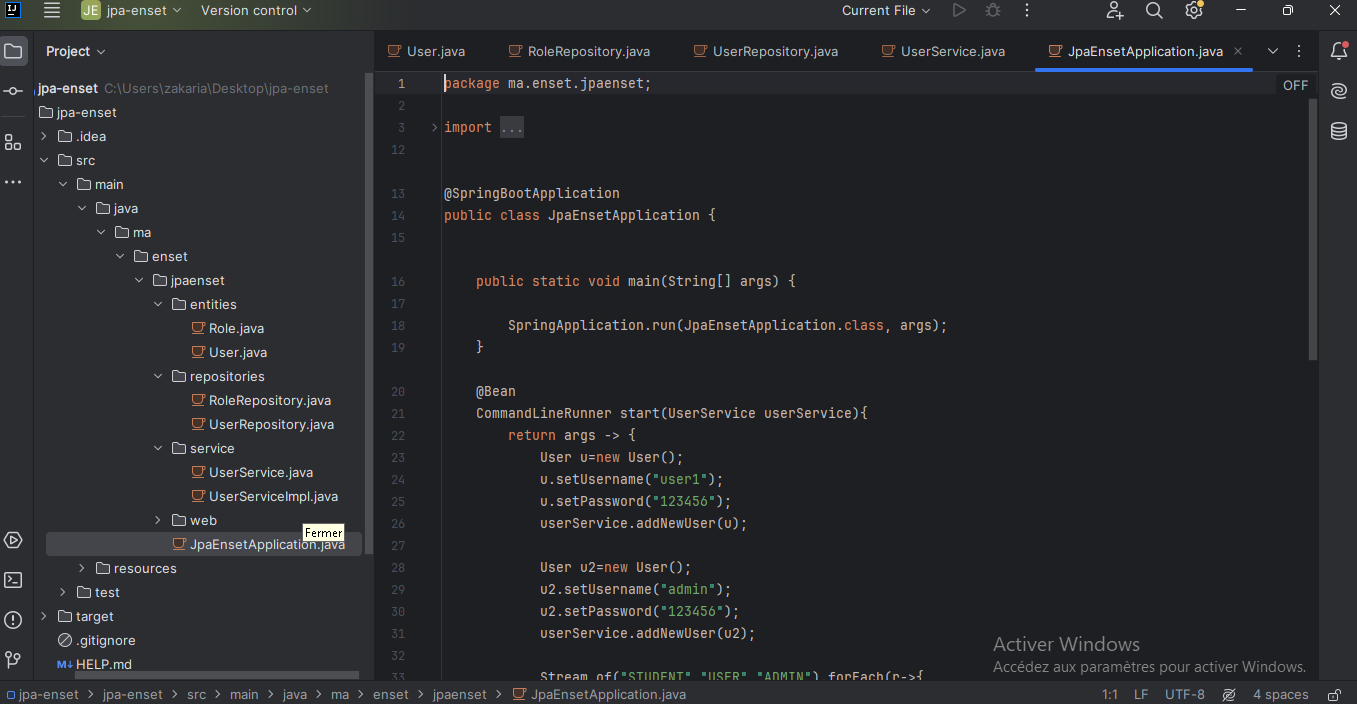 IJ JE jpa-enset Version control Current File
Project
jpa-enset C:\Users\zakaria\Desktop\jpa-enset
jpa-enset
.idea
src
main
java
ma
enset
jpaenset
entities
Role.java
User.java
repositories
RoleRepository.java
UserRepository.java
service
UserService.java
UserServiceImpl.java
web
Fermer
JpaEnsetApplication.java
resources
test
target
.gitignore
M↓ HELP.md
User.java RoleRepository.java UserRepository.java UserService.java JpaEnsetApplication.java
OFF
1 package ma.enset.jpaenset;
2
3 import ...
12
13 @SpringBootApplication
14 public class JpaEnsetApplication {
15
16 public static void main(String[] args) {
17
18 SpringApplication.run(JpaEnsetApplication.class, args);
19 }
20 @Bean
21 CommandLineRunner start(UserService userService){
22 return args -> {
23 User u=new User();
24 u.setUsername("user1");
25 u.setPassword("123456");
26 userService.addNewUser(u);
27
28 User u2=new User();
29 u2.setUsername("admin");
30 u2.setPassword("123456");
31 userService.addNewUser(u2);
32
33 Stream.of("STUDENT","USER","ADMIN").forEach(r->{
Activer Windows
Accédez aux paramètres pour activer Windows.
jpa-enset > jpa-enset > src > main > java > ma > enset > jpaenset > JpaEnsetApplication.java 1:1 LF UTF-8 4 spaces